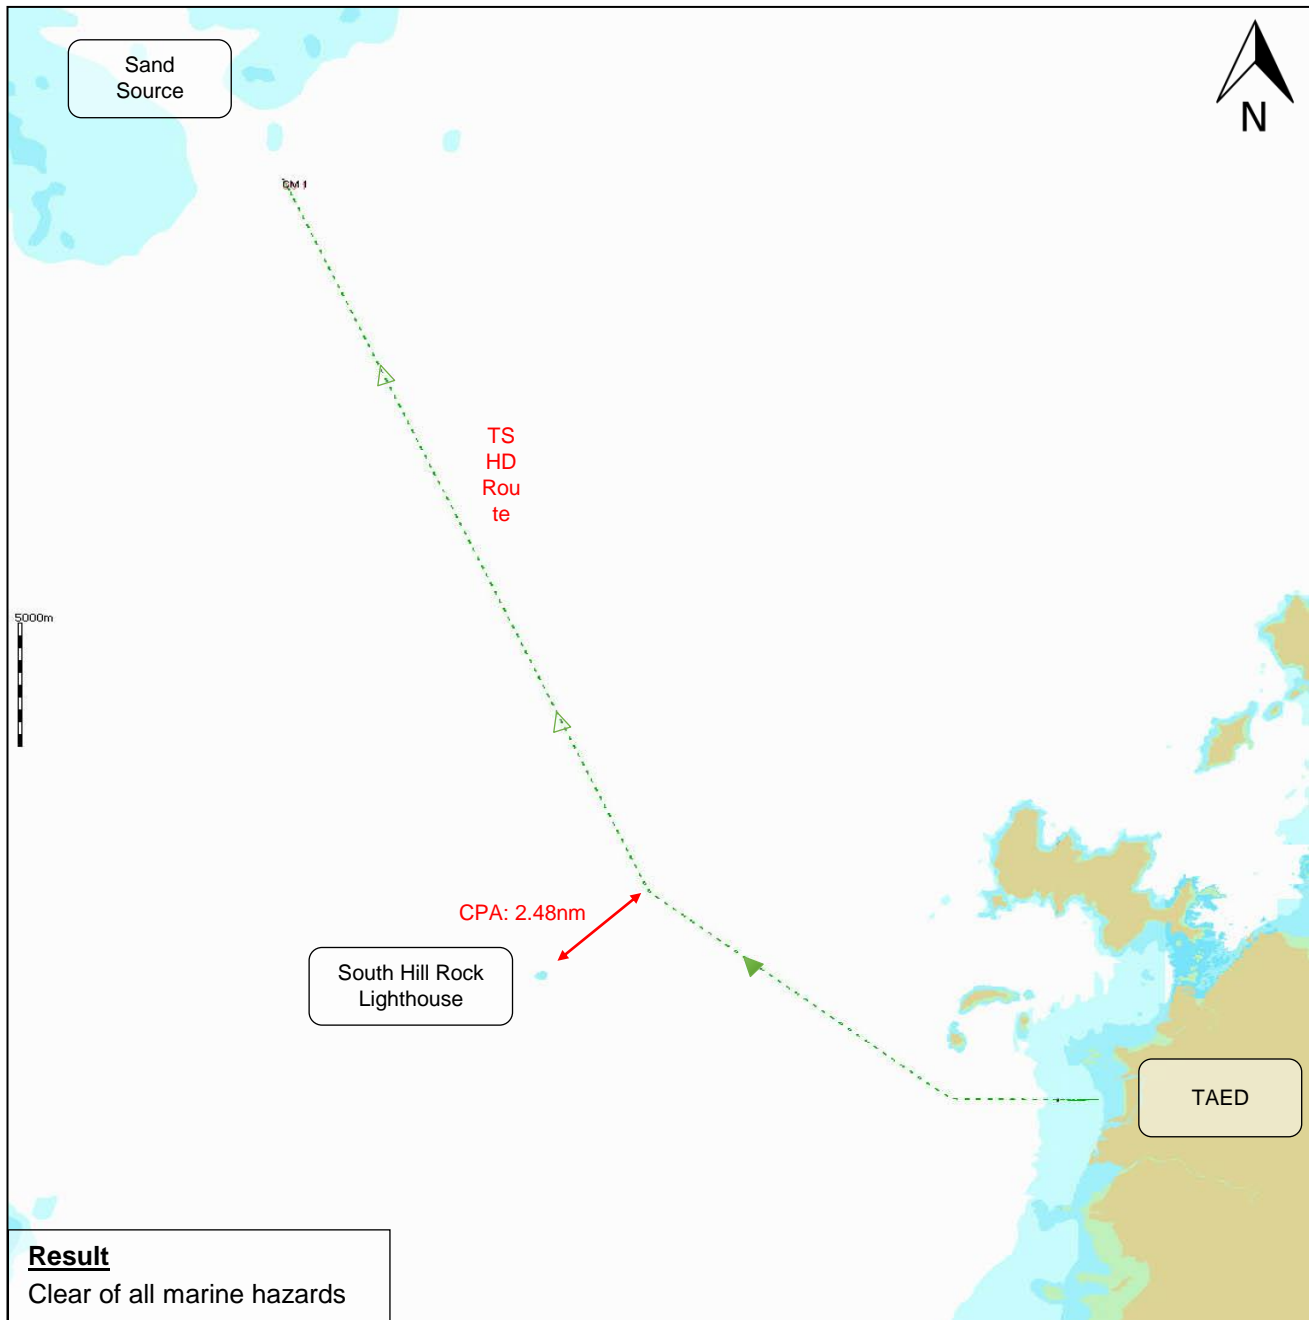 Sand
Source
N
CM 1
TS
HD
Rou
te
5000m
CPA: 2.48nm
South Hill Rock
Lighthouse
TAED
Result
Clear of all marine hazards